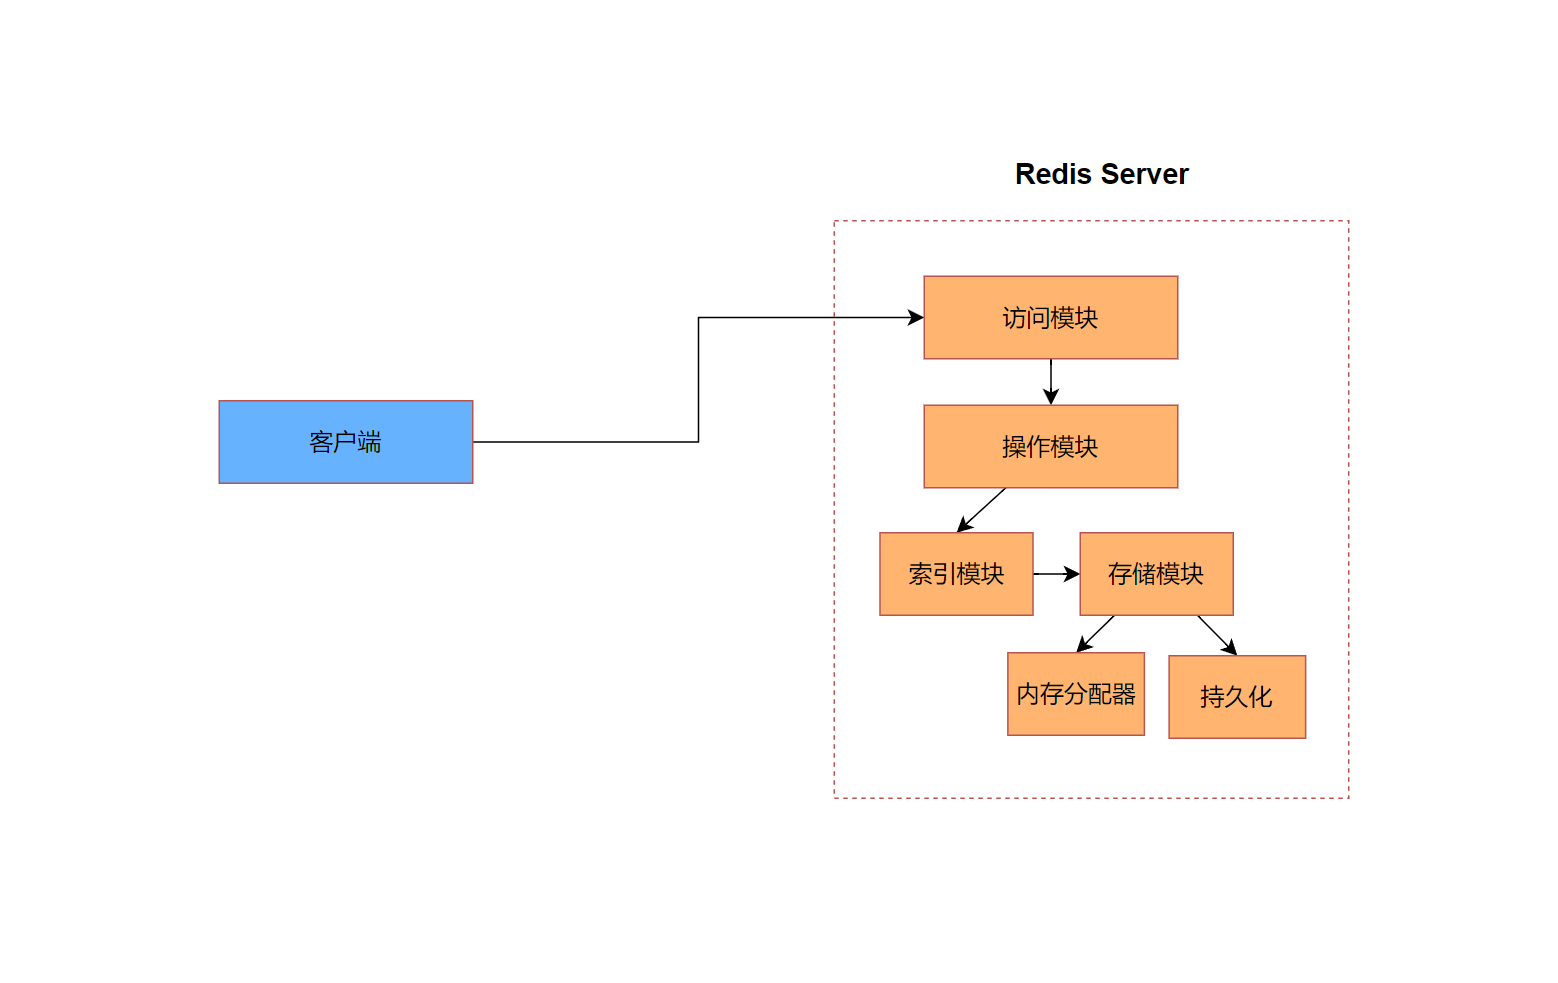 Redis Server
访问模块
客户端
操作模块
索引模块
存储模块
内存分配器
持久化